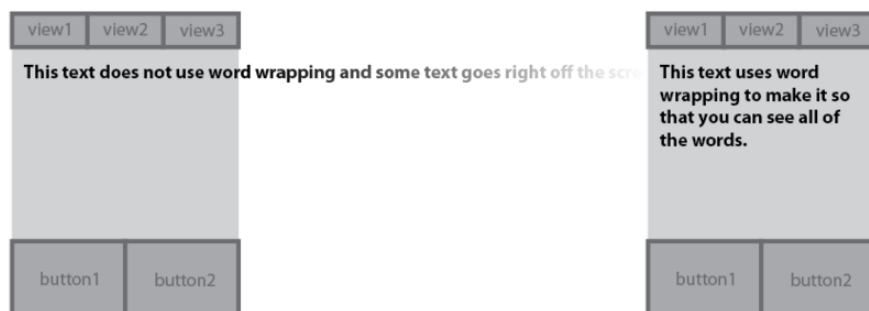 view1 view2 view3
This text does not use word wrapping and some text goes right off the scre
button1 button2
view1 view2 view3
This text uses word
wrapping to make it so
that you can see all of
the words.
button1 button2